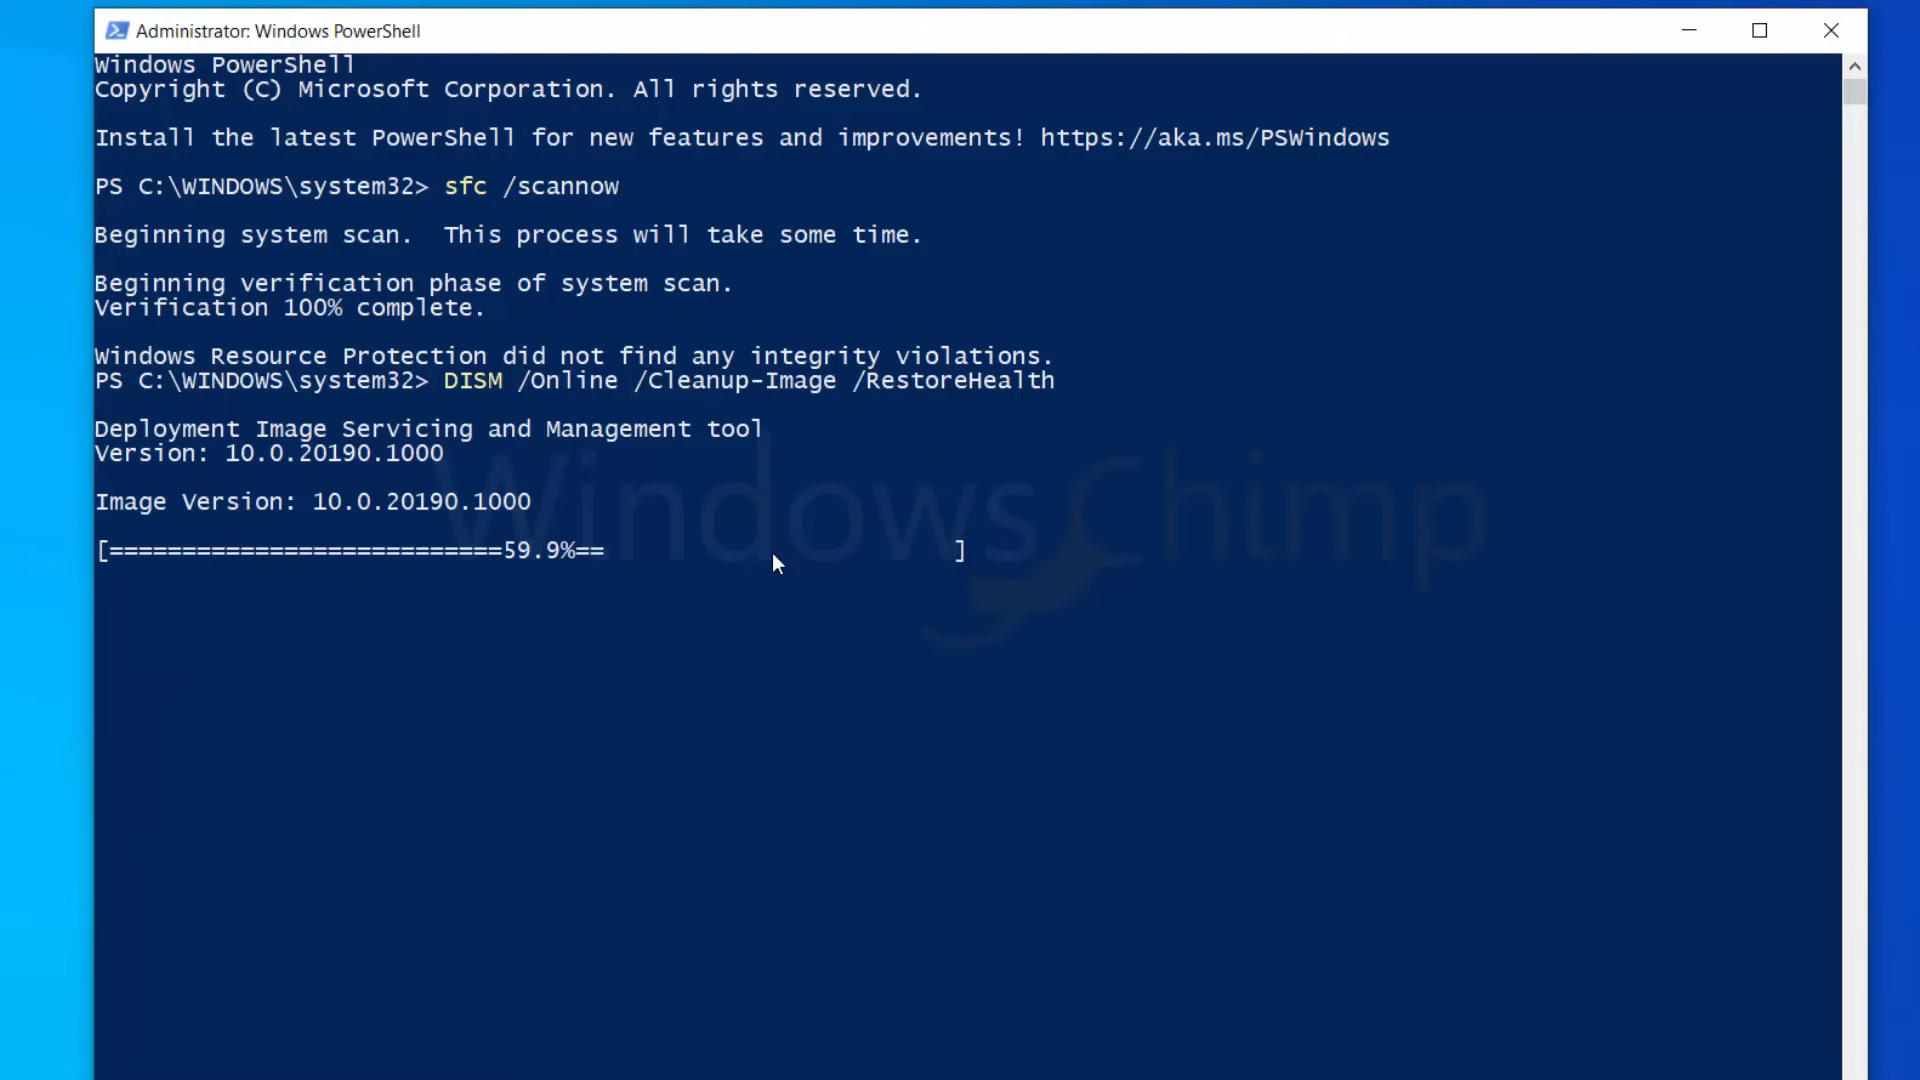 Administrator: Windows PowerShell
Windows PowerShell
Copyright (C) Microsoft Corporation. All rights reserved.
Install the latest PowerShell for new features and improvements! https://aka.ms/PSWindows
PS C:\WINDOWS\system32> sfc /scannow
Beginning system scan.  This process will take some time.
Beginning verification phase of system scan.
Verification 100% complete.
Windows Resource Protection did not find any integrity violations.
PS C:\WINDOWS\system32> DISM /Online /Cleanup-Image /RestoreHealth
Deployment Image Servicing and Management tool
Version: 10.0.20190.1000
Image Version: 10.0.20190.1000
[===========================59.9%==                        ]
Windows Chimp